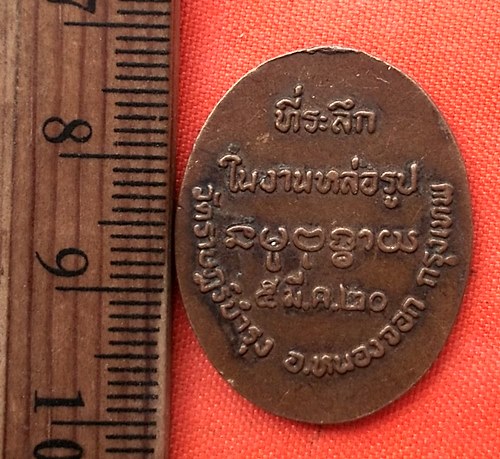 ที่ระลึก
ในงานหล่อรูป
๕ มี.ค.๒๐
วัดราษฎร์บำรุง อ.หนองจอก กรุงเทพ
7
8
9
10